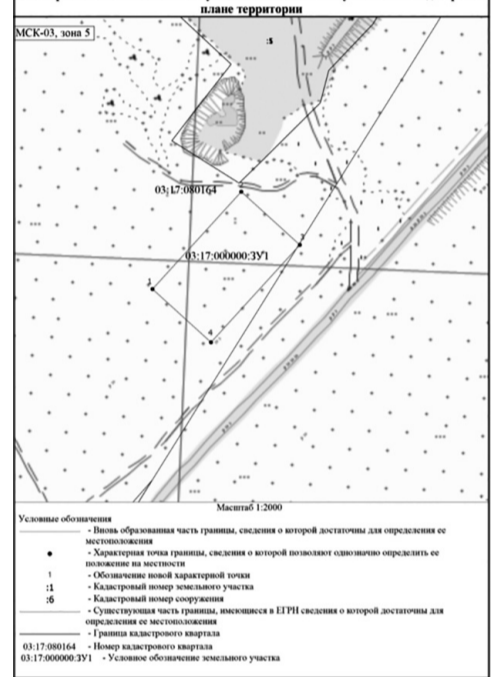 плане территории
МСК-03, зона 5
:8
03:17:080164
03:17:000000:ЗУ1
4
Масштаб 1:2000
Условные обозначения
- Вновь образованная часть границы, сведения о которой достаточны для определения ее
местоположения
- Характерная точка границы, сведения о которой позволяют однозначно определить ее
положение на местности
1 - Обозначение новой характерной точки
:1 - Кадастровый номер земельного участка
:6 - Кадастровый номер сооружения
- Существующая часть границы, имеющиеся в ЕГРН сведения о которой достаточны для
определения ее местоположения
- Граница кадастрового квартала
03:17:080164 - Номер кадастрового квартала
03:17:000000:ЗУ1 - Условное обозначение земельного участка